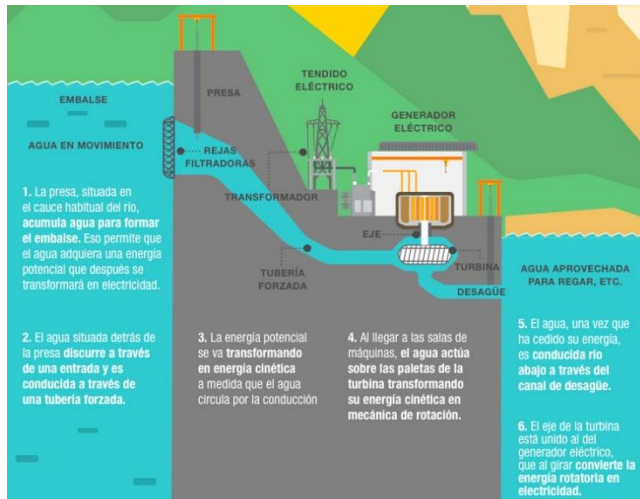 EMBALSE
AGUA EN MOVIMIENTO
PRESA
REJAS
FILTRADORAS
TENDIDO
ELÉCTRICO
TRANSFORMADOR
GENERADOR
ELÉCTRICO
EJE
TURBINA
TUBERÍA
FORZADA
DESAGÜE
AGUA APROVECHADA
PARA REGAR, ETC.
1. La presa, situada en
el cauce habitual del río,
acumula agua para formar
el embalse. Eso permite que
el agua adquiera una energía
potencial que después se
transformará en electricidad.
2. El agua situada detrás de
la presa discurre a través
de una entrada y es
conducida a través de
una tubería forzada.
3. La energía potencial
se va transformando
en energía cinética
a medida que el agua
circula por la conducción
4. Al llegar a las salas de
máquinas, el agua actúa
sobre las paletas de la
turbina transformando
su energía cinética en
mecánica de rotación.
5. El agua, una vez que
ha cedido su energía,
es conducida río
abajo a través del
canal de desagüe.
6. El eje de la turbina
está unido al del
generador eléctrico,
que al girar convierte la
energía rotatoria en
electricidad.